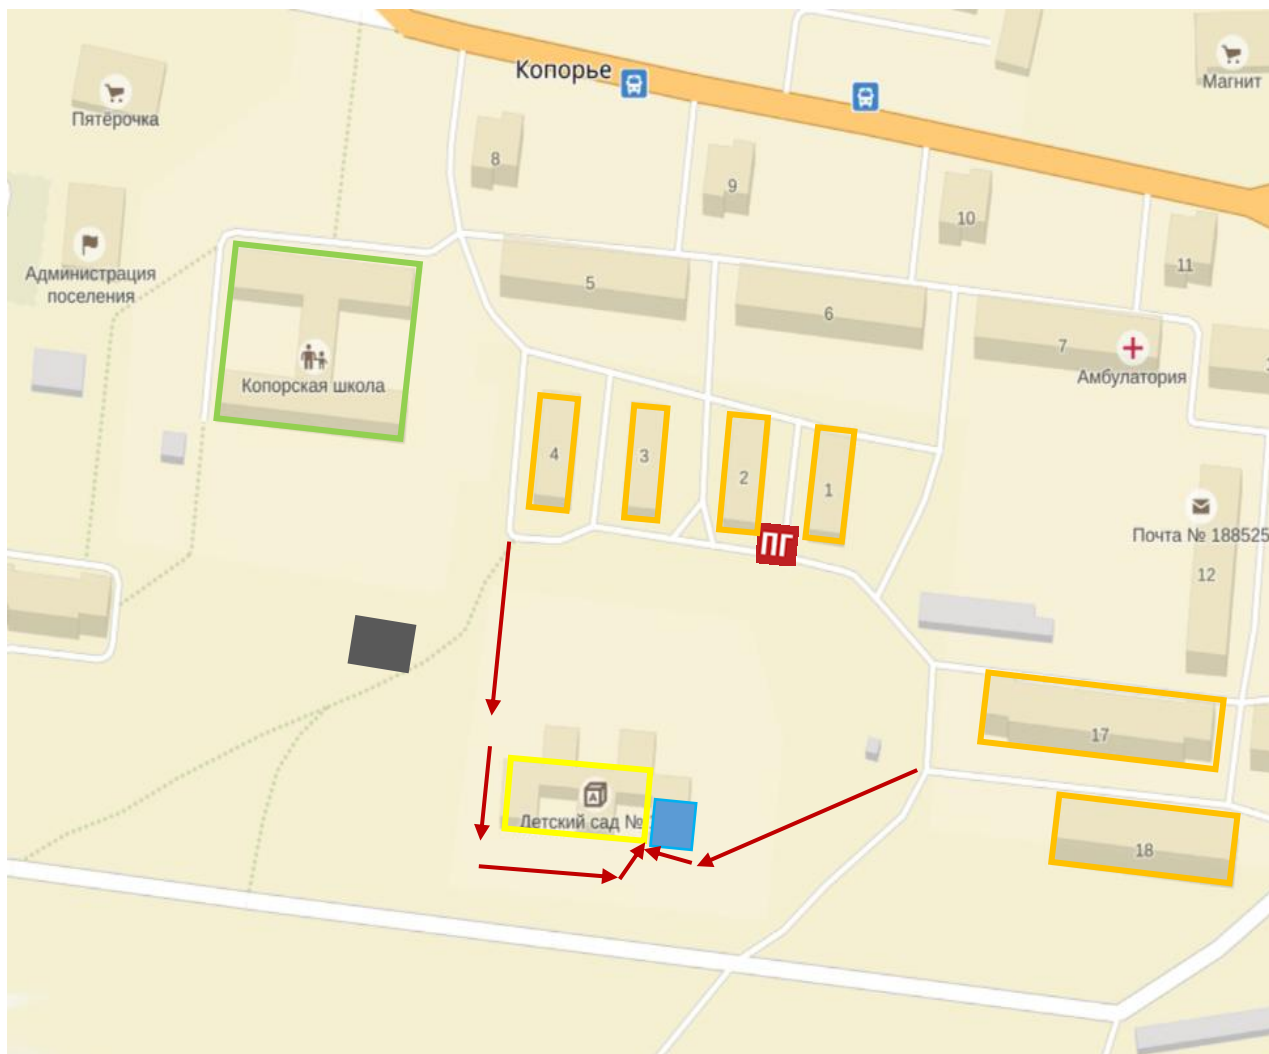 Копорье
Магнит
Пятёрочка
8
9
10
11
Администрация
поселения
5
6
7
Амбулатория
Копорская школа
4
3
2
1
ПГ
Почта № 188525
12
17
Детский сад №
18